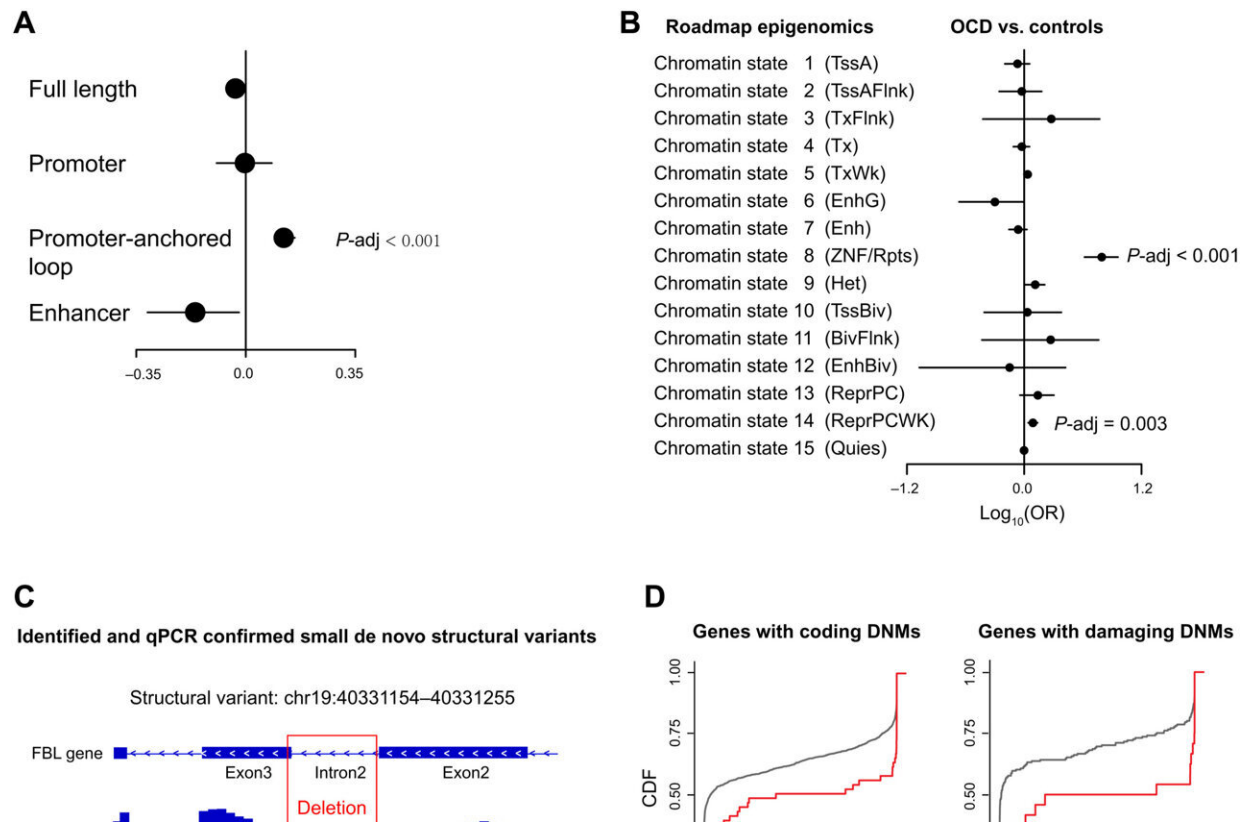 A
Full length
Promoter
Promoter-anchored
loop
P-adj < 0.001
Enhancer
−0.35 0.0 0.35
B
Roadmap epigenomics OCD vs. controls
Chromatin state 1 (TssA)
Chromatin state 2 (TssAFlnk)
Chromatin state 3 (TxFlnk)
Chromatin state 4 (Tx)
Chromatin state 5 (TxWk)
Chromatin state 6 (EnhG)
Chromatin state 7 (Enh)
Chromatin state 8 (ZNF/Rpts) P-adj < 0.001
Chromatin state 9 (Het)
Chromatin state 10 (TssBiv)
Chromatin state 11 (BivFlnk)
Chromatin state 12 (EnhBiv)
Chromatin state 13 (ReprPC)
Chromatin state 14 (ReprPCWK) P-adj = 0.003
Chromatin state 15 (Quies)
−1.2 0.0 1.2
Log10(OR)
C
Identified and qPCR confirmed small de novo structural variants
Structural variant: chr19:40331154–40331255
FBL gene
Exon3 Intron2 Exon2
Deletion
D
Genes with coding DNMs
CDF
1.00
0.75
0.50
Genes with damaging DNMs
1.00
0.75
0.50